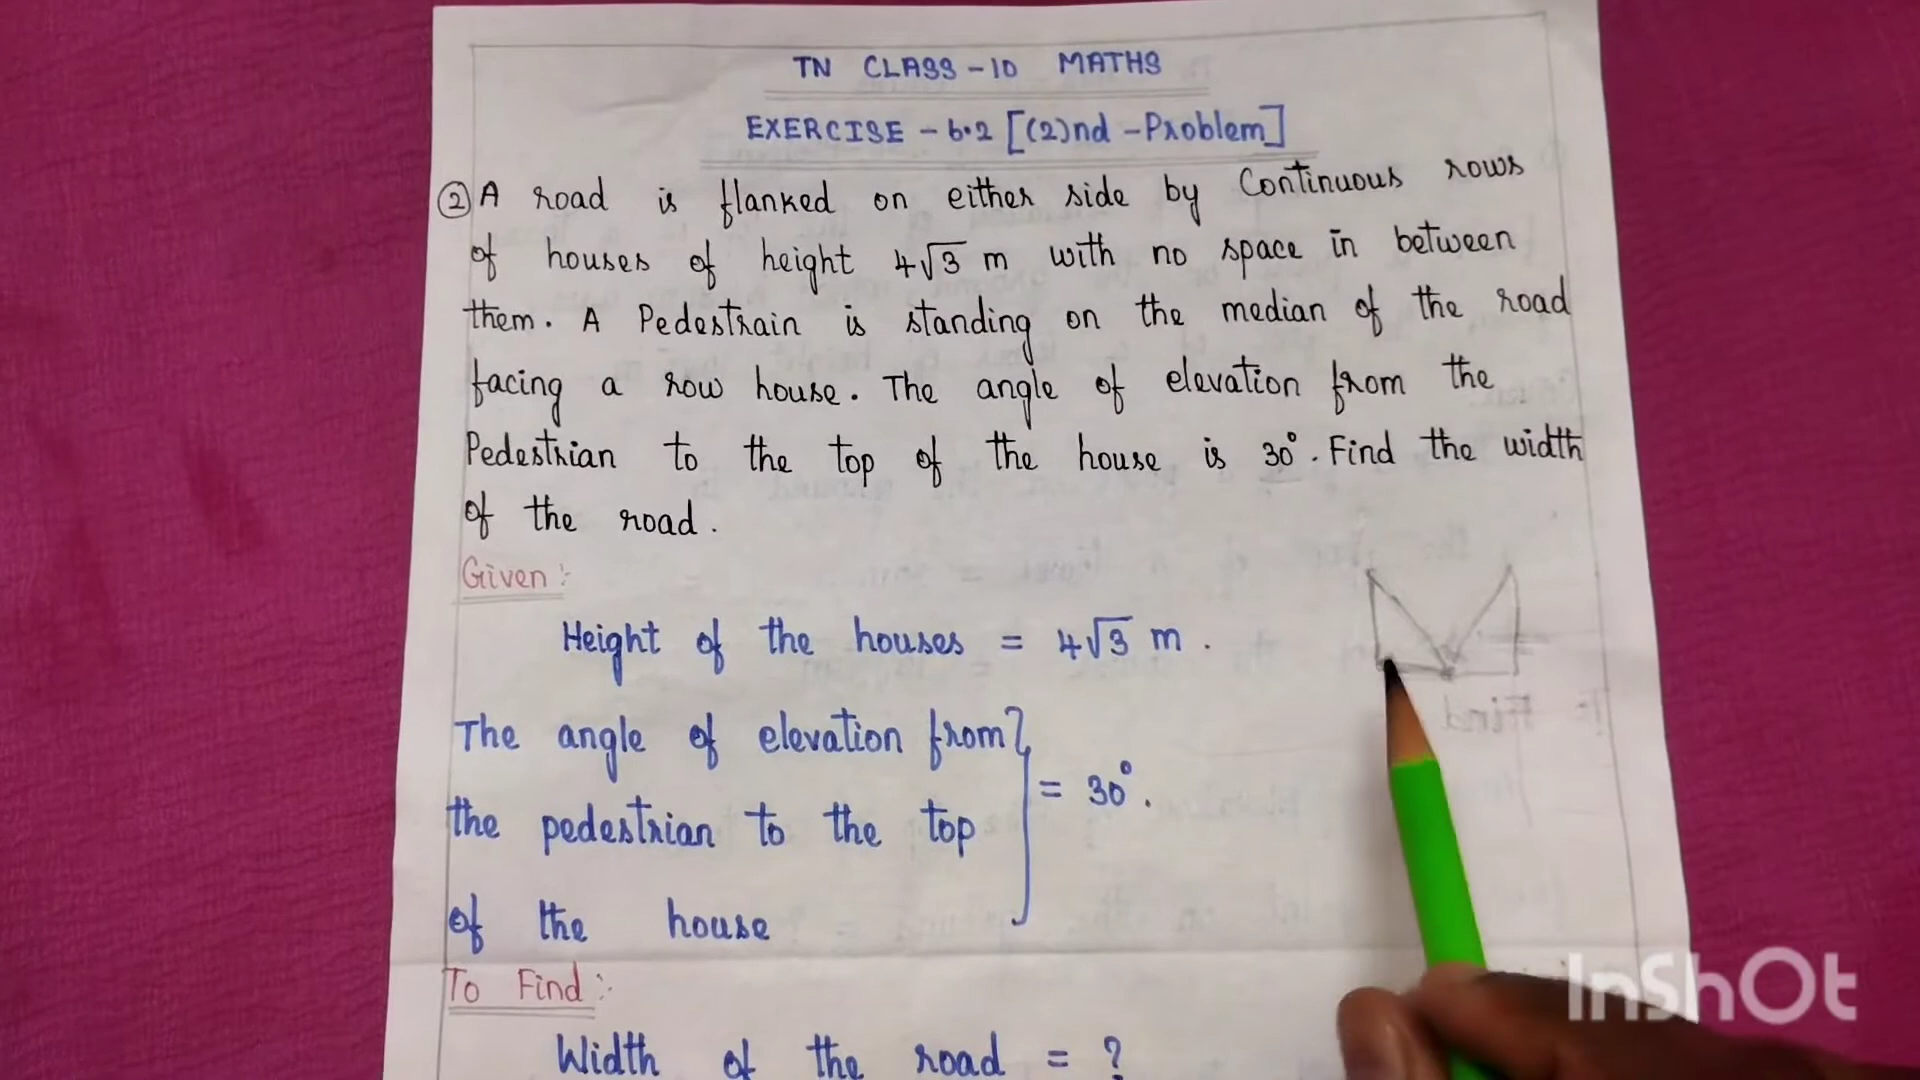 TN CLASS-10 MATHS
EXERCISE - 6.2 [(2)nd - Problem]
② A road is flanked on either side by Continuous rows
of houses of height 4√3 m with no space in between
them. A Pedestrain is standing on the median of the road
facing a row house. The angle of elevation from the
Pedestrian to the top of the house is 30°. Find the width
of the road.
Given:-
Height of the houses = 4√3 m.
The angle of elevation from
the pedestrian to the top = 30°.
of the house
To Find:-
Width of the road = ?
InShOt